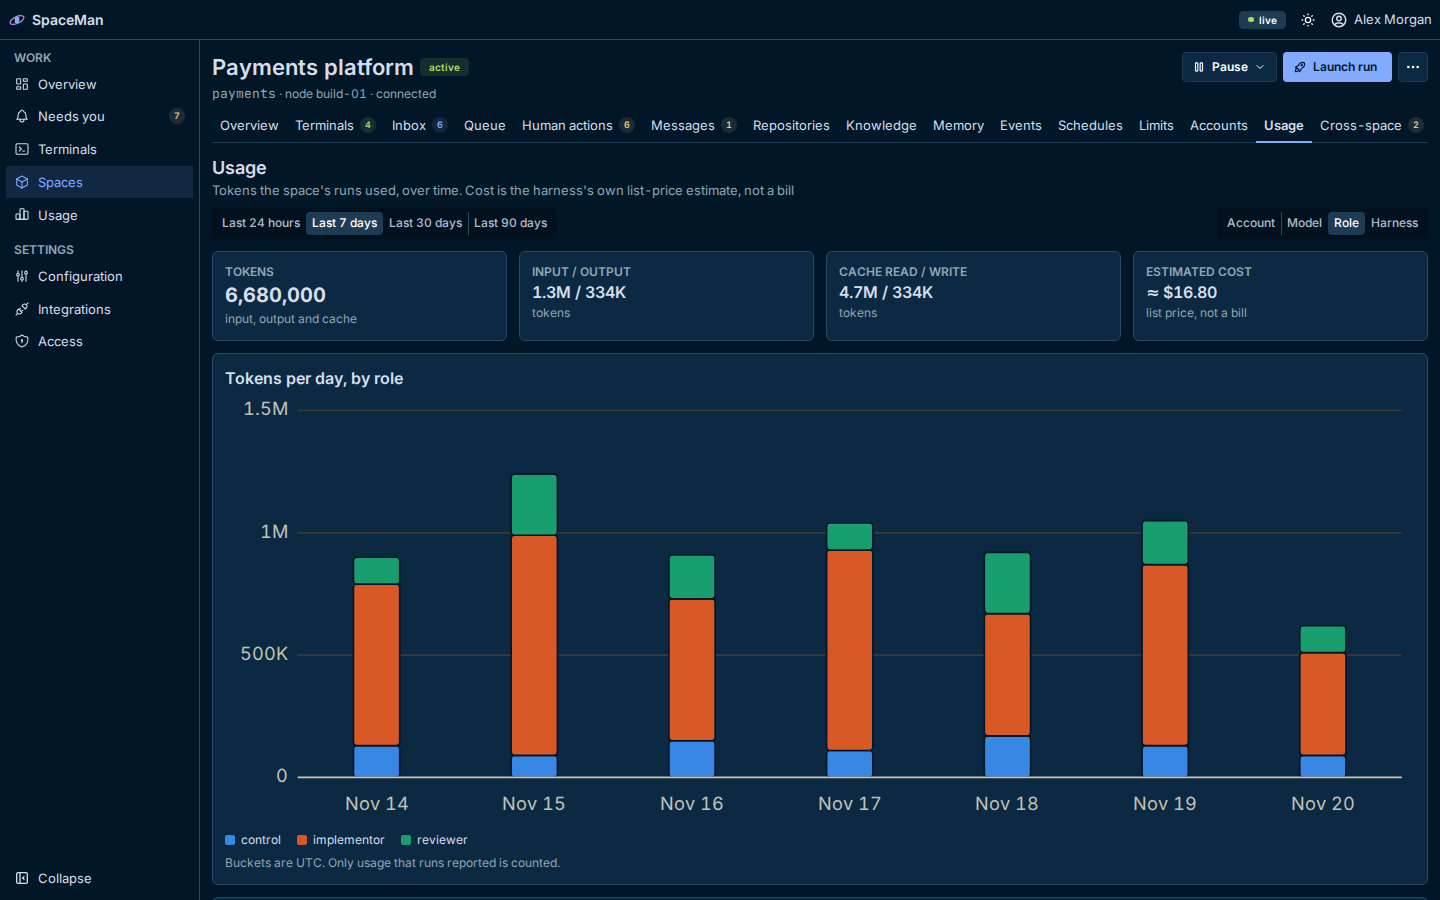 SpaceMan
live
Alex Morgan
WORK
Overview
Needs you 7
Terminals
Spaces
Usage
SETTINGS
Configuration
Integrations
Access
Collapse
Payments platform active
Pause
Launch run
payments · node build-01 · connected
Overview Terminals 4 Inbox 6 Queue Human actions 6 Messages 1 Repositories Knowledge Memory Events Schedules Limits Accounts Usage Cross-space 2
Usage
Tokens the space's runs used, over time. Cost is the harness's own list-price estimate, not a bill
Last 24 hours Last 7 days Last 30 days Last 90 days
Account Model Role Harness
TOKENS
6,680,000
input, output and cache
INPUT / OUTPUT
1.3M / 334K
tokens
CACHE READ / WRITE
4.7M / 334K
tokens
ESTIMATED COST
≈ $16.80
list price, not a bill
Tokens per day, by role
1.5M
1M
500K
0
Nov 14 Nov 15 Nov 16 Nov 17 Nov 18 Nov 19 Nov 20
control implementor reviewer
Buckets are UTC. Only usage that runs reported is counted.